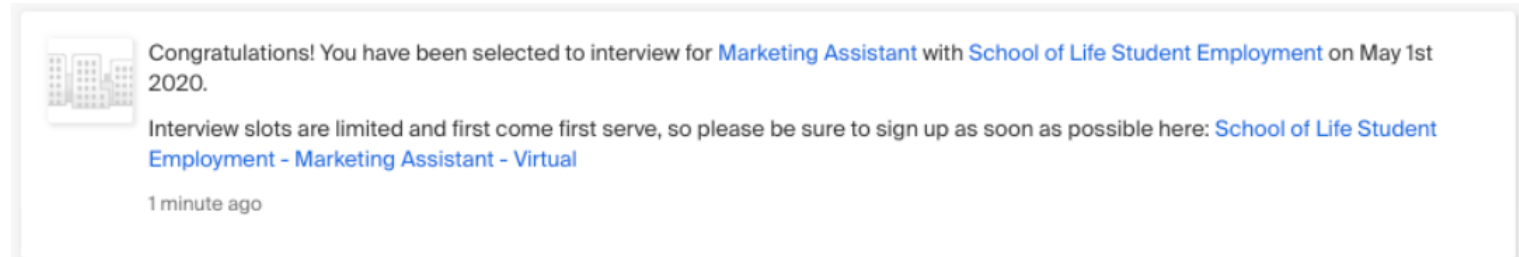 Congratulations! You have been selected to interview for Marketing Assistant with School of Life Student Employment on May 1st
2020.
Interview slots are limited and first come first serve, so please be sure to sign up as soon as possible here: School of Life Student
Employment - Marketing Assistant - Virtual
1 minute ago